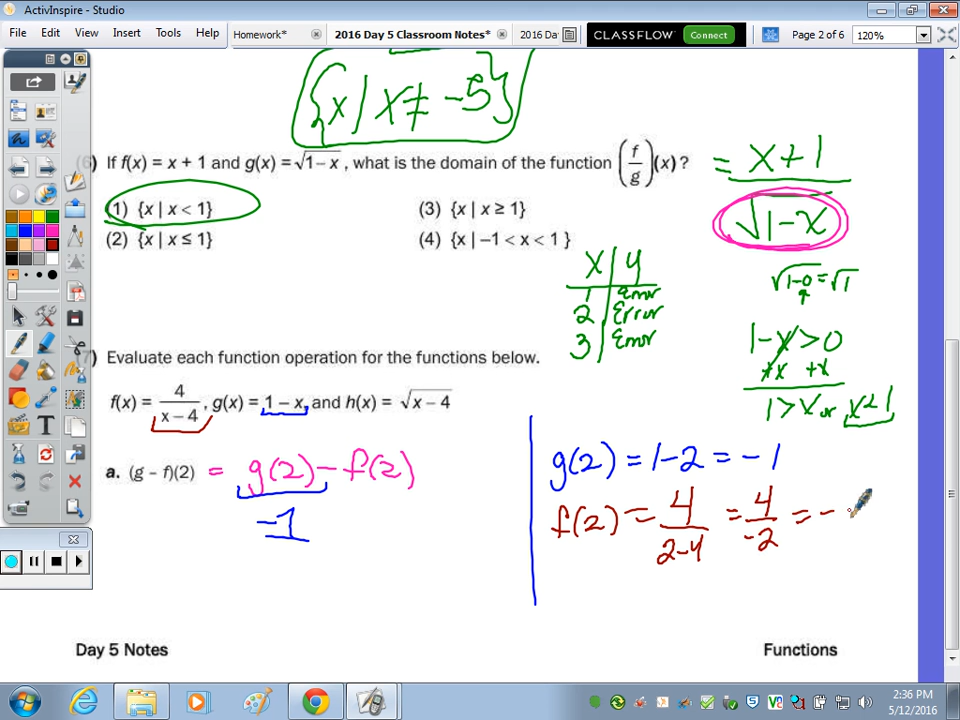 ActivInspire - Studio
File Edit View Insert Tools Help Homework* 2016 Day 5 Classroom Notes* 2016 Da CLASSFLOW Connect Page 2 of 6 120%
{x | x ≠ -5}
If f(x) = x + 1 and g(x) = √1 – x, what is the domain of the function (f/g)(x)? = x+1 / √1-x
(1) {x | x < 1} (3) {x | x ≥ 1}
(2) {x | x ≤ 1} (4) {x | –1 < x < 1 }
x | y
1 | Error
2 | Error
3 | Error
√1-0 = √1
1-x > 0
+x +x
1 > x or x < 1
7) Evaluate each function operation for the functions below.
f(x) = 4 / x – 4, g(x) = 1 – x, and h(x) = √x – 4
a. (g – f)(2) = g(2) - f(2)
-1
g(2) = 1-2 = -1
f(2) = 4 / 2-4 = 4 / -2 = -
Day 5 Notes Functions
2:36 PM
5/12/2016